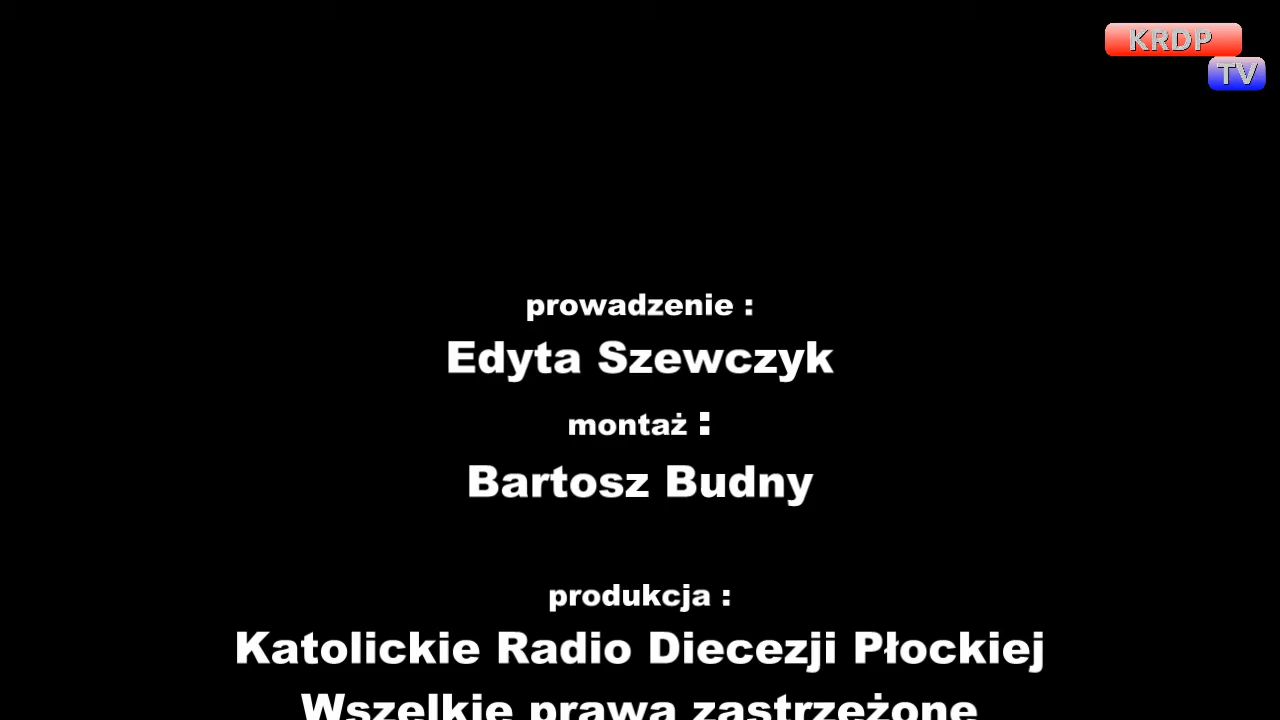 KRDP
TV
prowadzenie :
Edyta Szewczyk
montaż :
Bartosz Budny
produkcja :
Katolickie Radio Diecezji Płockiej
Wszelkie prawa zastrzeżone